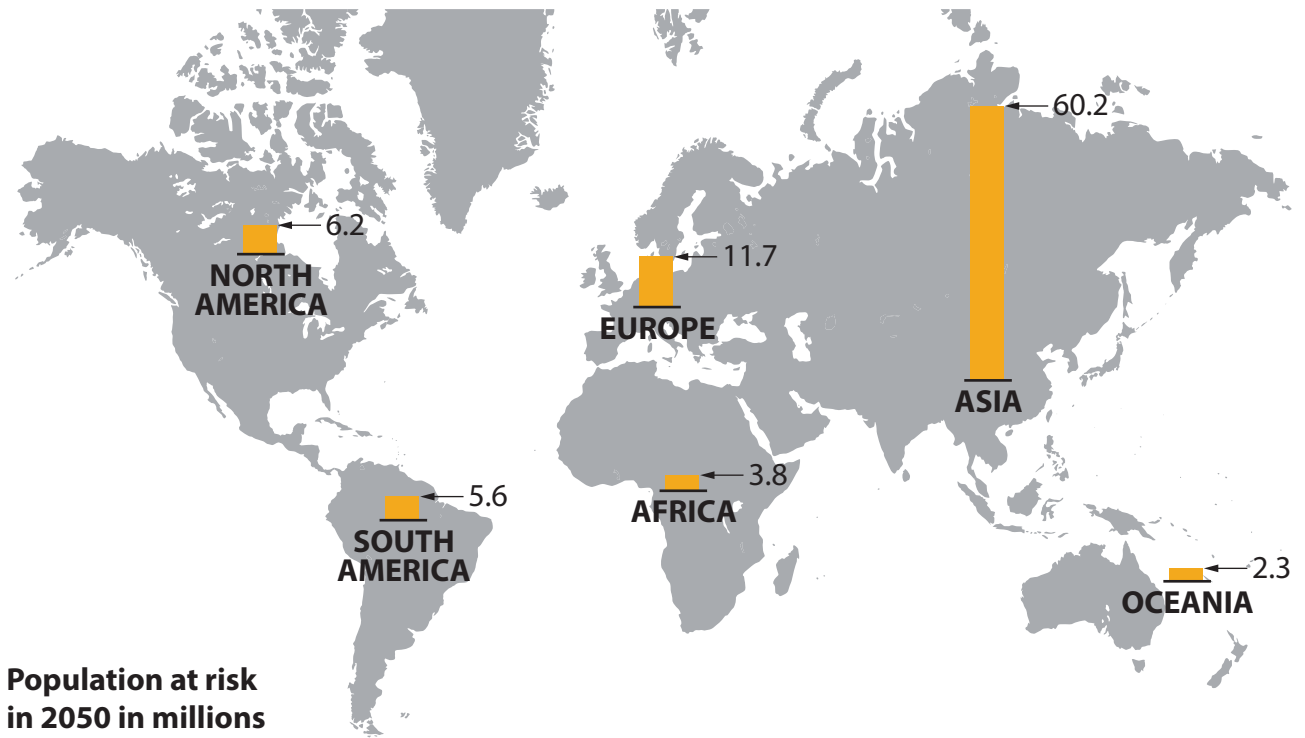 60.2
6.2
NORTH
AMERICA
11.7
EUROPE
ASIA
3.8
AFRICA
5.6
SOUTH
AMERICA
2.3
OCEANIA
Population at risk
in 2050 in millions